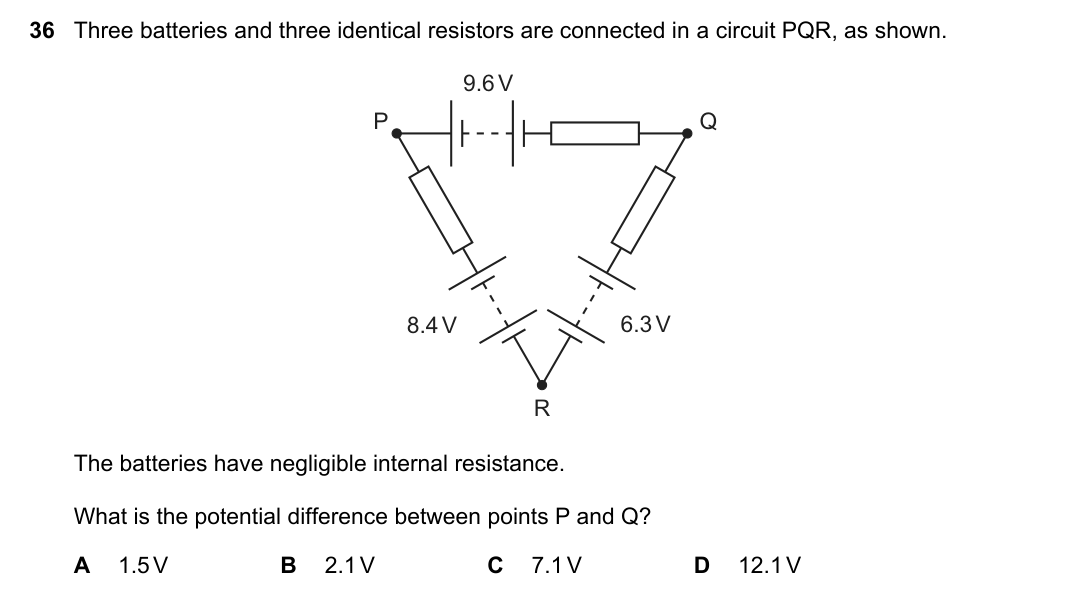 36 Three batteries and three identical resistors are connected in a circuit PQR, as shown.
9.6 V
P
Q
8.4 V
6.3 V
R
The batteries have negligible internal resistance.
What is the potential difference between points P and Q?
A 1.5 V B 2.1 V C 7.1 V D 12.1 V